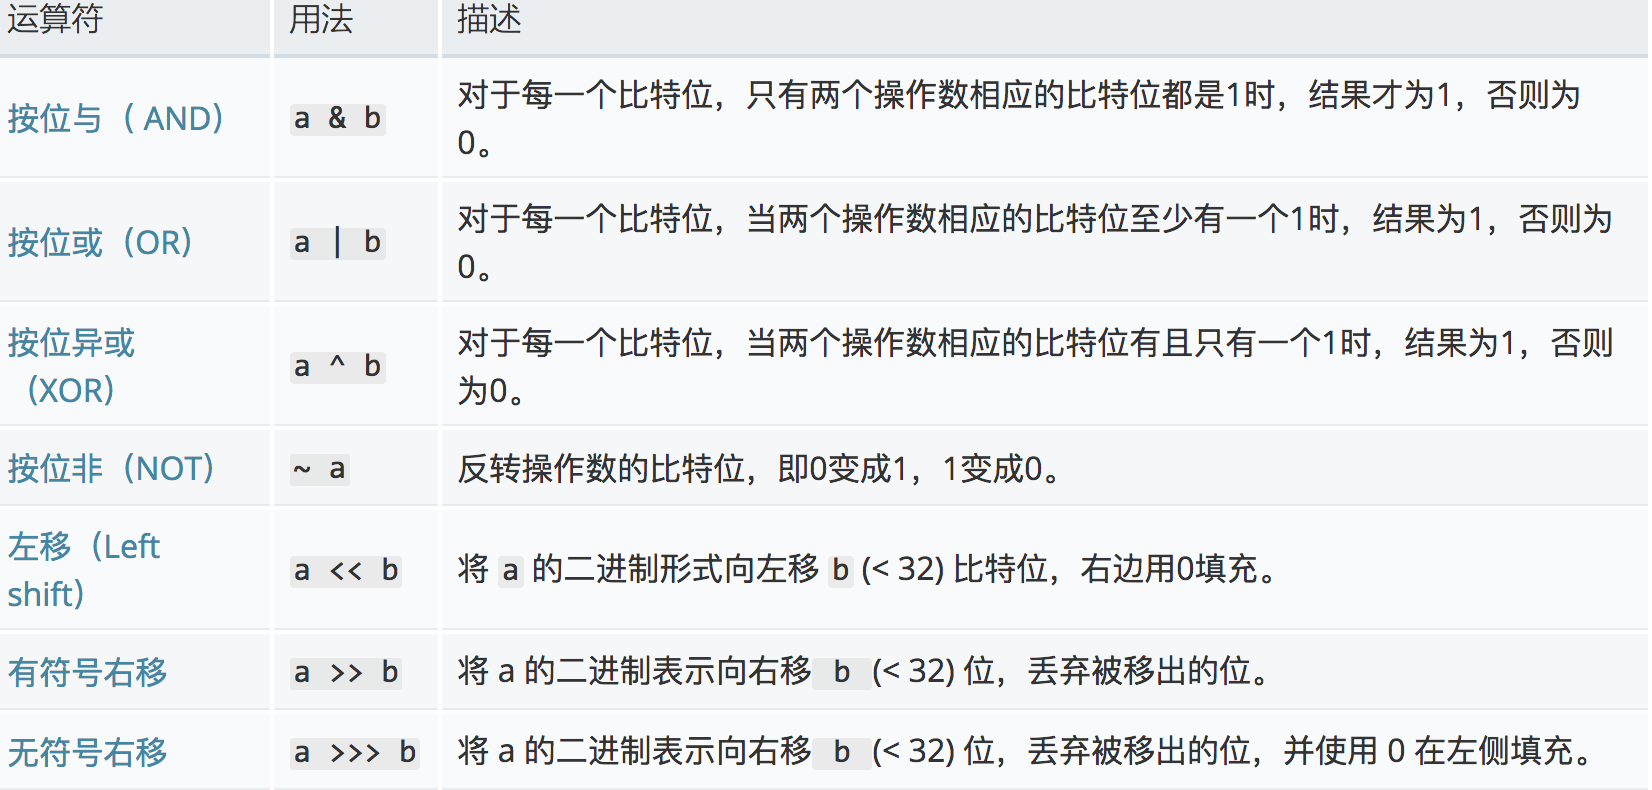 运算符 用法 描述
对于每一个比特位，只有两个操作数相应的比特位都是1时，结果才为1，否则为
按位与（ AND） a & b
0。
对于每一个比特位，当两个操作数相应的比特位至少有一个1时，结果为1，否则为
按位或（OR） a | b
0。
按位异或 对于每一个比特位，当两个操作数相应的比特位有且只有一个1时，结果为1，否则
a ^ b
（XOR） 为0。
按位非（NOT） ~ a 反转操作数的比特位，即0变成1，1变成0。
左移（Left
a << b 将 a 的二进制形式向左移 b (< 32) 比特位，右边用0填充。
shift）
有符号右移 a >> b 将 a 的二进制表示向右移 b (< 32) 位，丢弃被移出的位。
无符号右移 a >>> b 将 a 的二进制表示向右移 b (< 32) 位，丢弃被移出的位，并使用 0 在左侧填充。